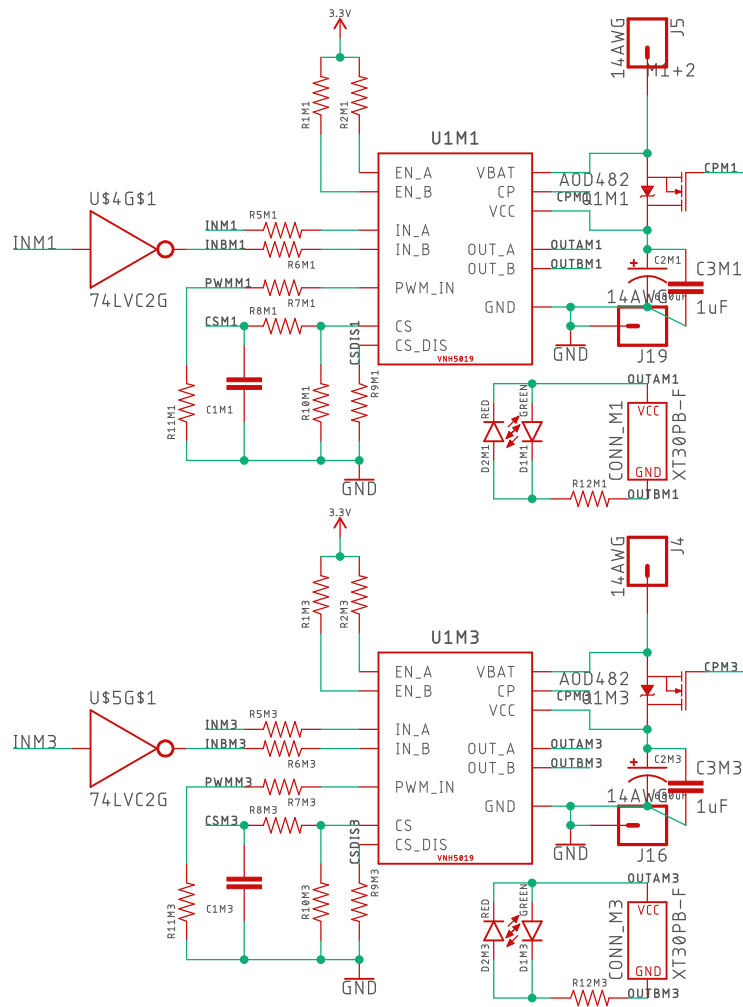 3.3V
R1M1
R2M1
14AWG
J5
M1+2
U1M1
EN_A
EN_B
IN_A
IN_B
PWM_IN
CS
CS_DIS
VBAT
CP
VCC
OUT_A
OUT_B
GND
VNH5019
AOD482
Q1M1
CPM1
CPM1
U$4G$1
INM1
74LVC2G
INM1
INBM1
R5M1
R6M1
PWMM1
R7M1
CSM1
R8M1
CSDIS1
OUTAM1
OUTBM1
C2M1
680uF
C3M1
1uF
14AWG
J19
GND
R11M1
C1M1
R10M1
R9M1
GND
RED
GREEN
D2M1
D1M1
R12M1
OUTAM1
CONN_M1
VCC
GND
XT30PB-F
OUTBM1
3.3V
R1M3
R2M3
14AWG
J4
U1M3
EN_A
EN_B
IN_A
IN_B
PWM_IN
CS
CS_DIS
VBAT
CP
VCC
OUT_A
OUT_B
GND
VNH5019
AOD482
Q1M3
CPM3
CPM3
U$5G$1
INM3
74LVC2G
INM3
INBM3
R5M3
R6M3
PWMM3
R7M3
CSM3
R8M3
CSDIS3
OUTAM3
OUTBM3
C2M3
680uF
C3M3
1uF
14AWG
J16
GND
R11M3
C1M3
R10M3
R9M3
GND
RED
GREEN
D2M3
D1M3
R12M3
OUTAM3
CONN_M3
VCC
GND
XT30PB-F
OUTBM3